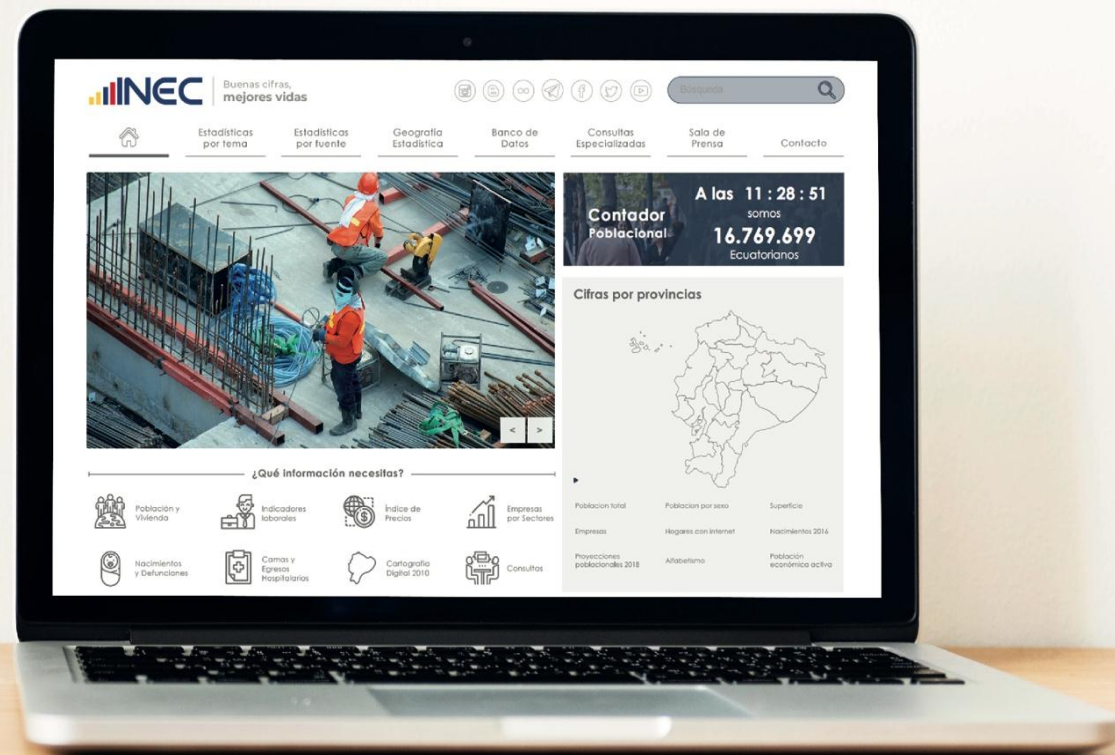 INEC
Buenas cifras,
mejores vidas
Búsqueda
Estadísticas
por tema
Estadísticas
por fuente
Geografía
Estadística
Banco de
Datos
Consultas
Especializadas
Sala de
Prensa
Contacto
Contador
Poblacional
A las 11 : 28 : 51
somos
16.769.699
Ecuatorianos
< >
Cifras por provincias
Poblacion total
Poblacion por sexo
Superficie
Empresas
Hogares con internet
Nacimientos 2016
Proyecciones
poblacionales 2018
Alfabetismo
Población
económica activa
¿Qué información necesitas?
Población y
Vivienda
Indicadores
laborales
Índice de
Precios
Empresas
por Sectores
Nacimientos
y Defunciones
Camas y
Egresos
Hospitalarios
Cartografía
Digital 2010
Consultas